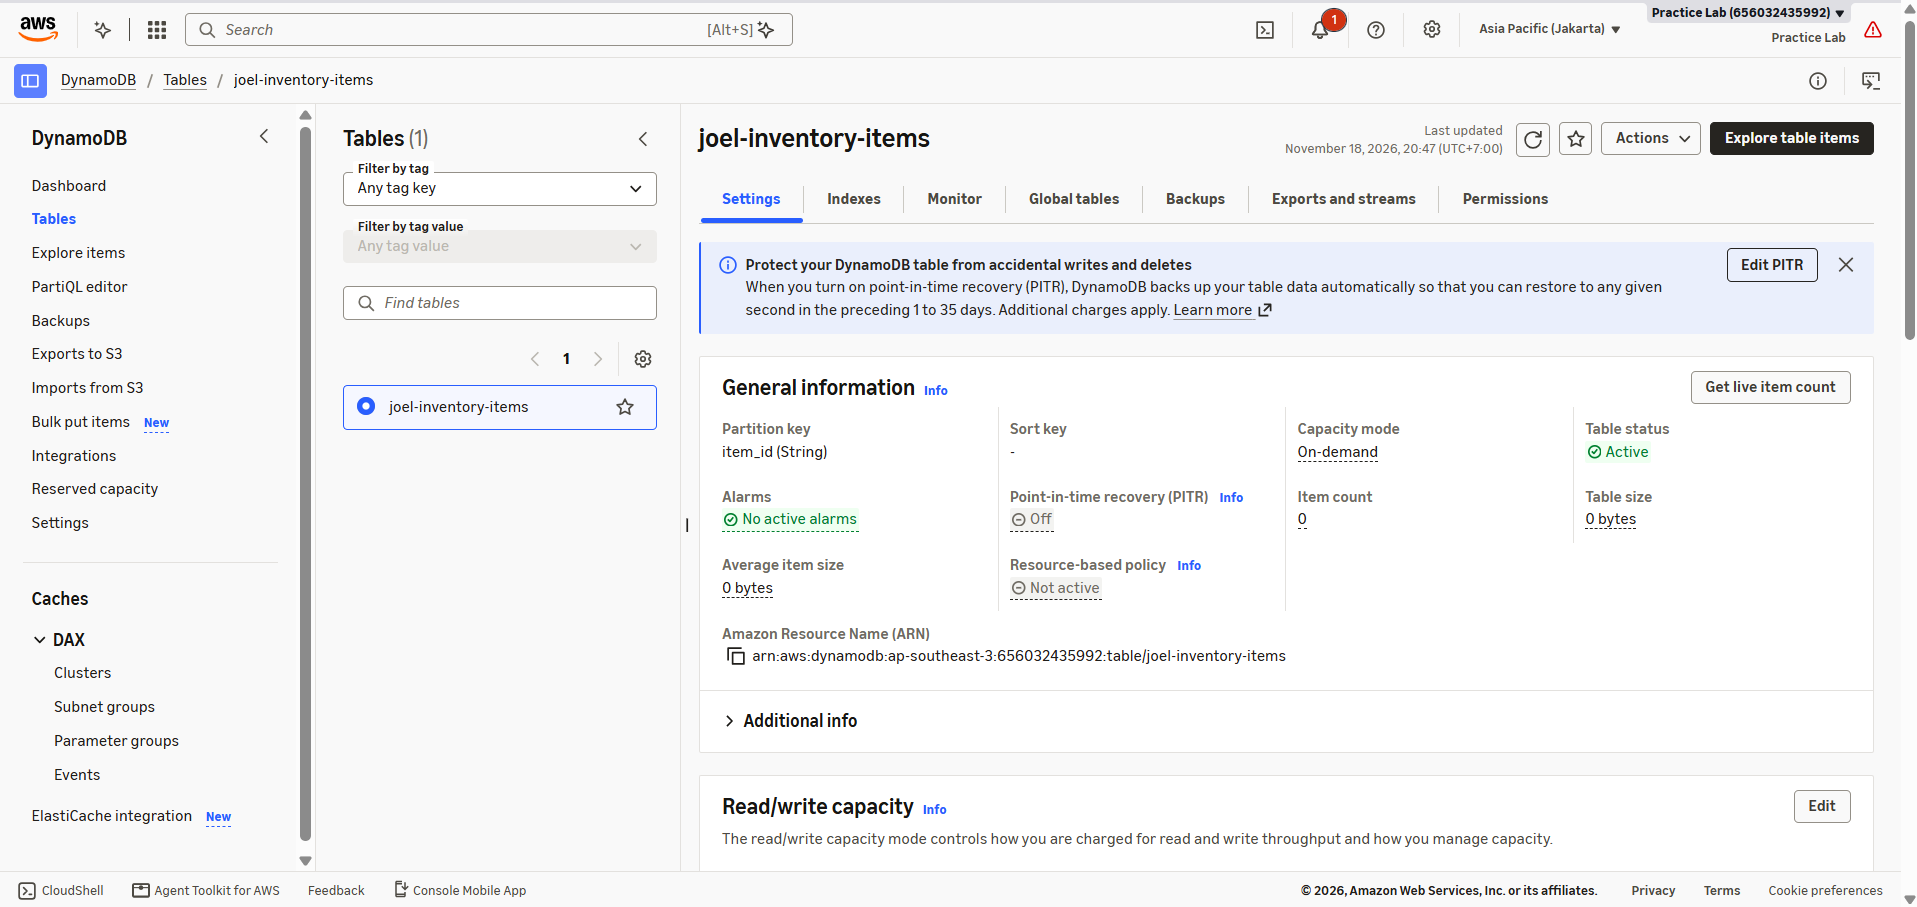 aws
Search
[Alt+S]
1
Asia Pacific (Jakarta)
Practice Lab (656032435992)
Practice Lab
DynamoDB / Tables / joel-inventory-items
DynamoDB
Dashboard
Tables
Explore items
PartiQL editor
Backups
Exports to S3
Imports from S3
Bulk put items New
Integrations
Reserved capacity
Settings
Caches
DAX
Clusters
Subnet groups
Parameter groups
Events
ElastiCache integration New
Tables (1)
Filter by tag
Any tag key
Filter by tag value
Any tag value
Find tables
1
joel-inventory-items
joel-inventory-items
Last updated
November 18, 2026, 20:47 (UTC+7:00)
Actions
Explore table items
Settings
Indexes
Monitor
Global tables
Backups
Exports and streams
Permissions
Protect your DynamoDB table from accidental writes and deletes
When you turn on point-in-time recovery (PITR), DynamoDB backs up your table data automatically so that you can restore to any given
second in the preceding 1 to 35 days. Additional charges apply. Learn more
Edit PITR
General information Info
Get live item count
Partition key
item_id (String)
Sort key
-
Capacity mode
On-demand
Table status
Active
Alarms
No active alarms
Point-in-time recovery (PITR) Info
Off
Item count
0
Table size
0 bytes
Average item size
0 bytes
Resource-based policy Info
Not active
Amazon Resource Name (ARN)
arn:aws:dynamodb:ap-southeast-3:656032435992:table/joel-inventory-items
Additional info
Read/write capacity Info
Edit
The read/write capacity mode controls how you are charged for read and write throughput and how you manage capacity.
CloudShell
Agent Toolkit for AWS
Feedback
Console Mobile App
© 2026, Amazon Web Services, Inc. or its affiliates.
Privacy
Terms
Cookie preferences